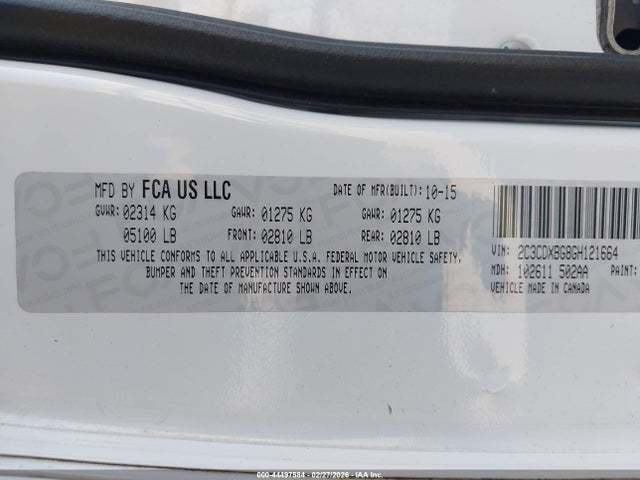 MFD BY FCA US LLC DATE OF MFR(BUILT): 10-15
GVWR: 02314 KG GAWR: 01275 KG GAWR: 01275 KG
05100 LB FRONT: 02810 LB REAR: 02810 LB
THIS VEHICLE CONFORMS TO ALL APPLICABLE U.S.A. FEDERAL MOTOR VEHICLE SAFETY,
BUMPER AND THEFT PREVENTION STANDARDS IN EFFECT ON
THE DATE OF MANUFACTURE SHOWN ABOVE.
VIN: 2C3CDXBG8GH121664
MDH: 102611 502AA PAINT:
VEHICLE MADE IN CANADA
000-44497584 - 02/27/2026 - IAA Inc.